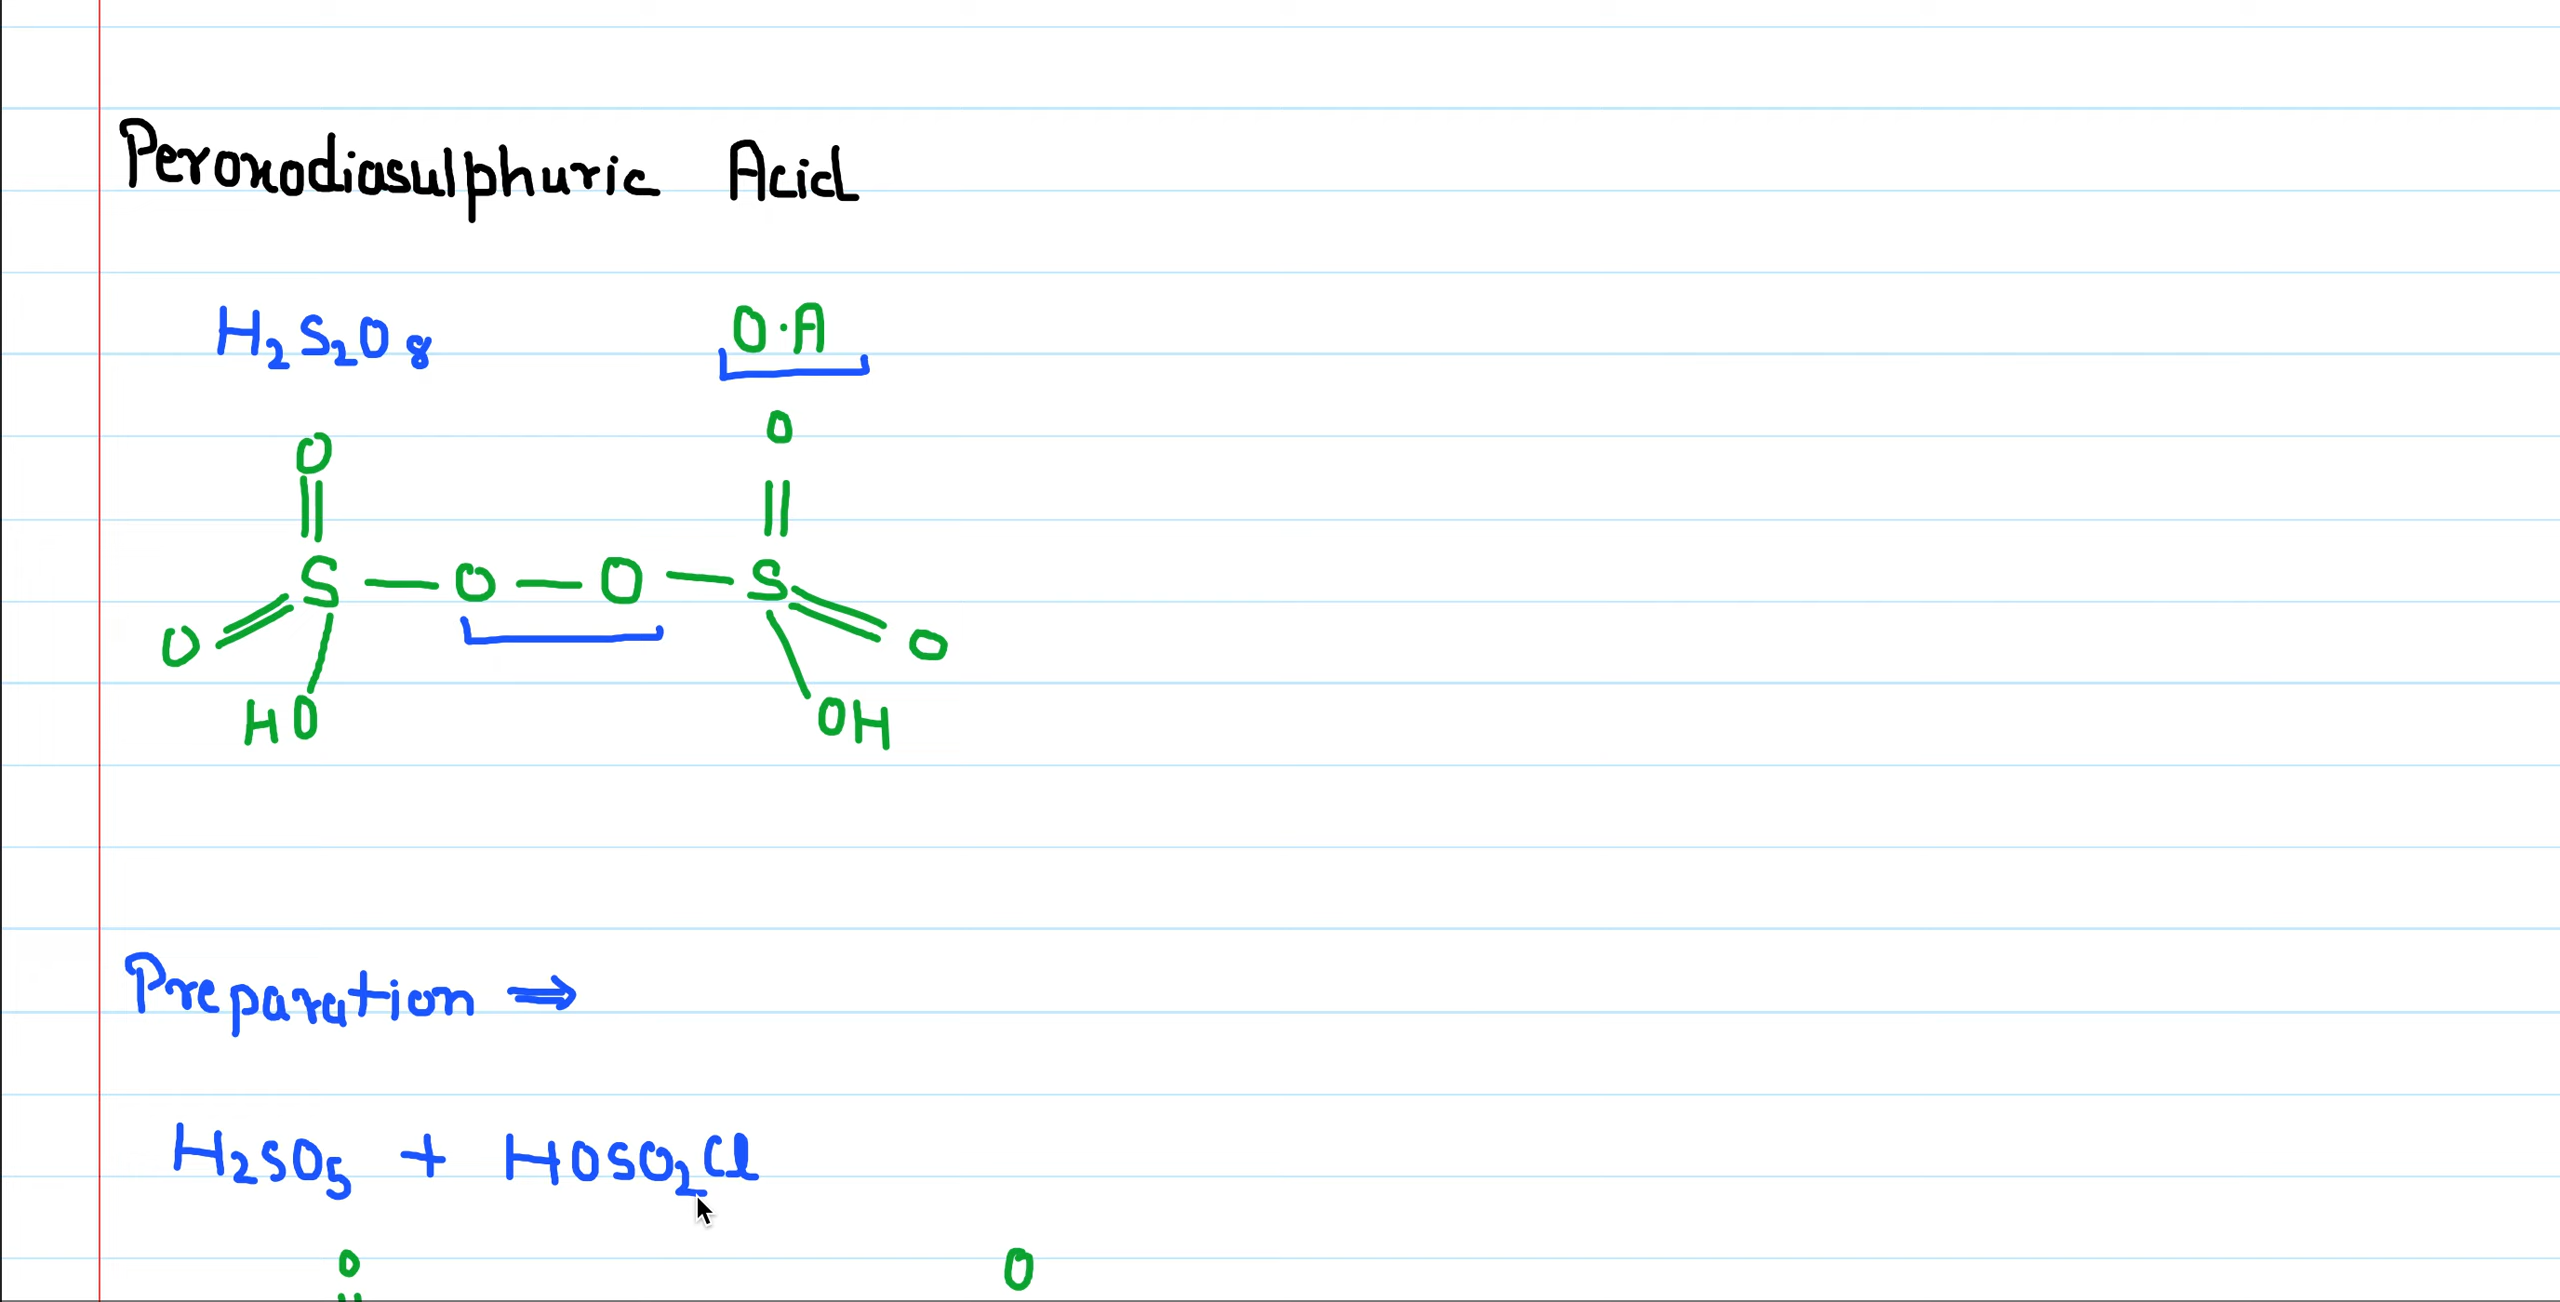 Peroxodiasulphuric Acid
H₂S₂O₈ O.A
O O
S — O — O — S
O O
HO OH
Preparation ⇒
H₂SO₅ + HOSO₂Cl
O O